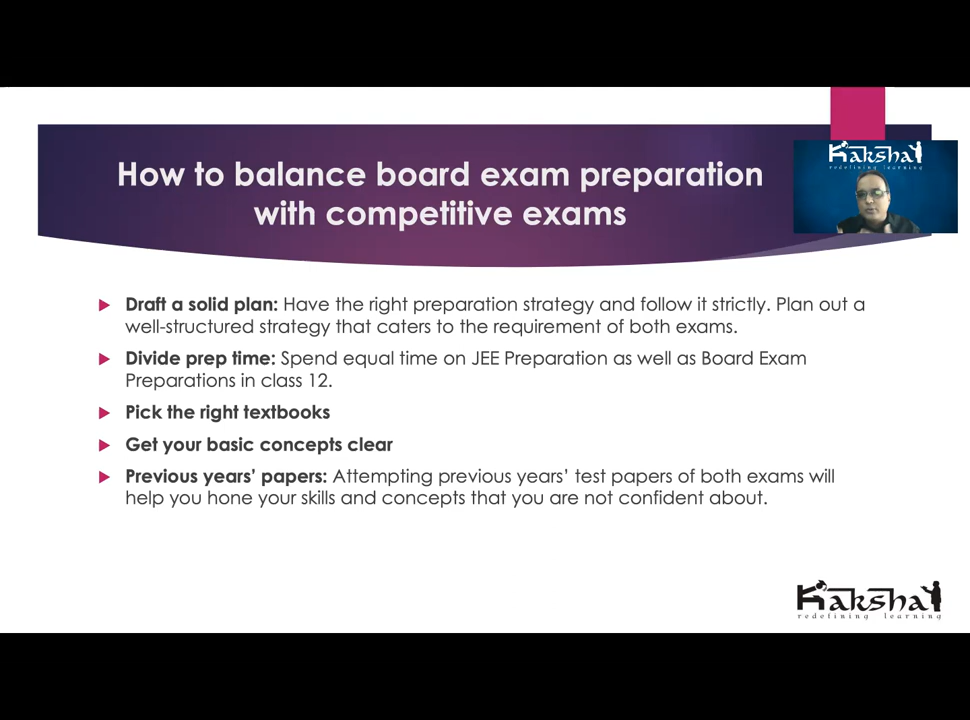 How to balance board exam preparation
with competitive exams
Kaksha
redefining learning
Draft a solid plan: Have the right preparation strategy and follow it strictly. Plan out a
well-structured strategy that caters to the requirement of both exams.
Divide prep time: Spend equal time on JEE Preparation as well as Board Exam
Preparations in class 12.
Pick the right textbooks
Get your basic concepts clear
Previous years’ papers: Attempting previous years’ test papers of both exams will
help you hone your skills and concepts that you are not confident about.
Kaksha
redefining learning